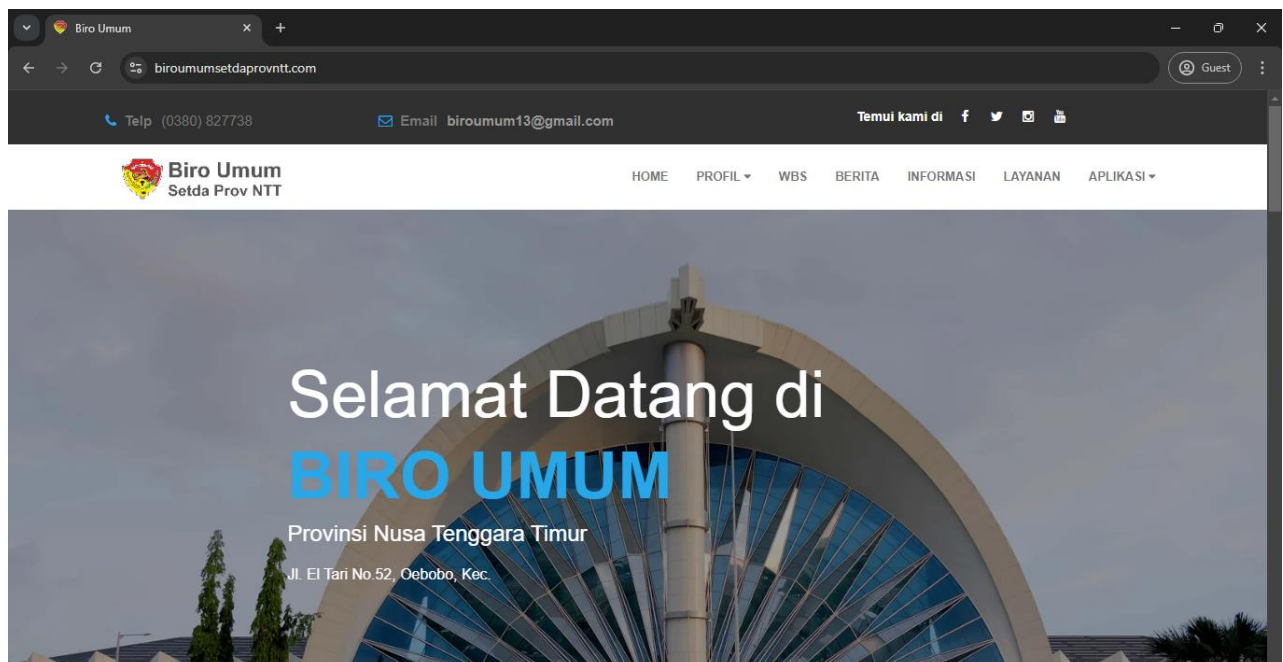 Biro Umum
biroumumsetdaprovntt.com
Guest
Telp (0380) 827738
Email biroumum13@gmail.com
Temui kami di
Biro Umum
Setda Prov NTT
HOME PROFIL WBS BERITA INFORMASI LAYANAN APLIKASI
Selamat Datang di
BIRO UMUM
Provinsi Nusa Tenggara Timur
Jl. El Tari No.52, Oebobo, Kec.